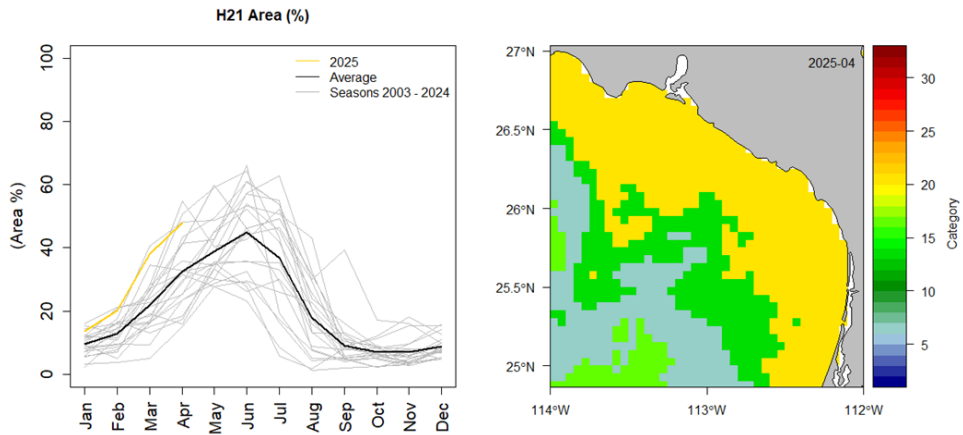 H21 Area (%)
(Area %)
100
80
60
40
20
0
2025
Average
Seasons 2003 - 2024
Jan Feb Mar Apr May Jun Jul Aug Sep Oct Nov Dec
2025-04
27°N
26.5°N
26°N
25.5°N
25°N
114°W 113°W 112°W
30
25
20
15
10
5
Category